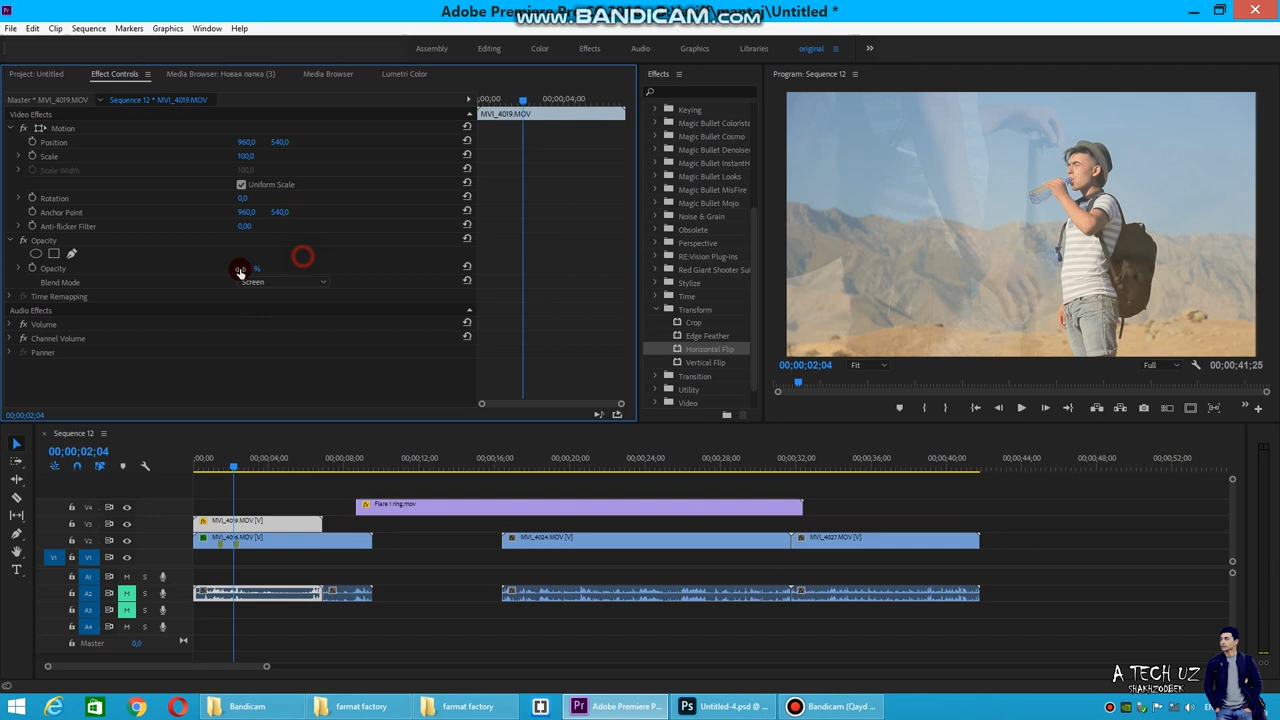 Adobe Premiere Pro
\Untitled *
www.BANDICAM.com
File Edit Clip Sequence Markers Graphics Window Help
Assembly Editing Color Effects Audio Graphics Libraries original
Project: Untitled Effect Controls Media Browser: Новая папка (3) Media Browser Lumetri Color
Effects
Program: Sequence 12
Master * MVI_4019.MOV Sequence 12 * MVI_4019.MOV
;00;00 00;00;04;00
Video Effects
MVI_4019.MOV
Motion
Position 960,0 540,0
Scale 100,0
Scale Width 100,0
Uniform Scale
Rotation 0,0
Anchor Point 960,0 540,0
Anti-flicker Filter 0,00
Opacity
Opacity %
Blend Mode Screen
Time Remapping
Audio Effects
Volume
Channel Volume
Panner
00;00;02;04
Keying
Magic Bullet Colorista
Magic Bullet Cosmo
Magic Bullet Denoiser
Magic Bullet InstantH
Magic Bullet Looks
Magic Bullet MisFire
Magic Bullet Mojo
Noise & Grain
Obsolete
Perspective
Red Giant Shooter Sui
Stylize
Time
Transform
Crop
Edge Feather
Horizontal Flip
Vertical Flip
Transition
Utility
Video
00;00;02;04 Fit Full 00;00;41;25
Sequence 12
00;00;02;04
;00;00 00;00;04;00 00;00;08;00 00;00;12;00 00;00;16;00 00;00;20;00 00;00;24;00 00;00;28;00 00;00;32;00 00;00;36;00 00;00;40;00 00;00;44;00 00;00;48;00 00;00;52;00
V4 Flare 1 ring.mov
V3 MVI_4019.MOV [V]
V2 MVI_4016.MOV [V] MVI_4024.MOV [V] MVI_4027.MOV [V]
V1 V1
A1 M S
A2 M S
A3 M S
A4 M S
Master 0,0
A TECH UZ
SHAKHZODBEK
Bandicam farmat factory farmat factory Adobe Premiere P... Untitled-4.psd @ ... Bandicam (Qayd ...